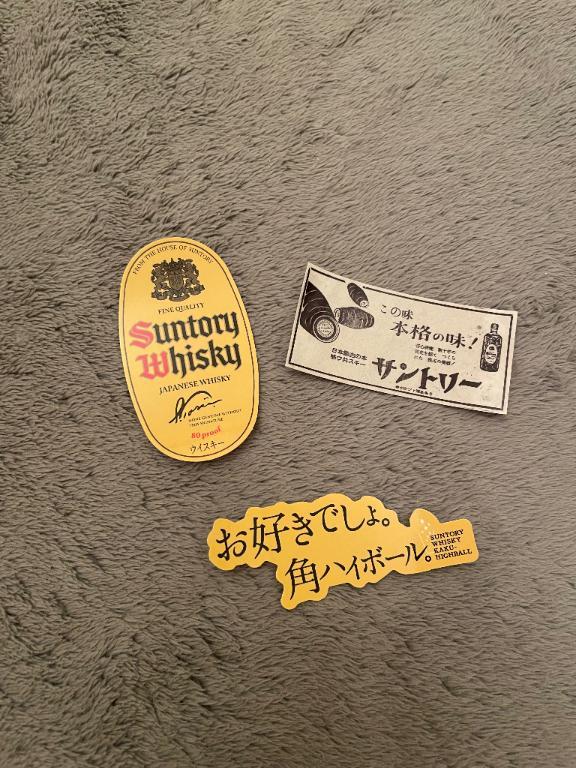 FROM THE HOUSE OF SUNTORY
FINE QUALITY
Suntory
Whisky
JAPANESE WHISKY
80 proof
ウイスキー
この味
本格の味!
サントリー
お好きでしょ。
角ハイボール。
SUNTORY
WHISKY
KAKU-
HIGHBALL